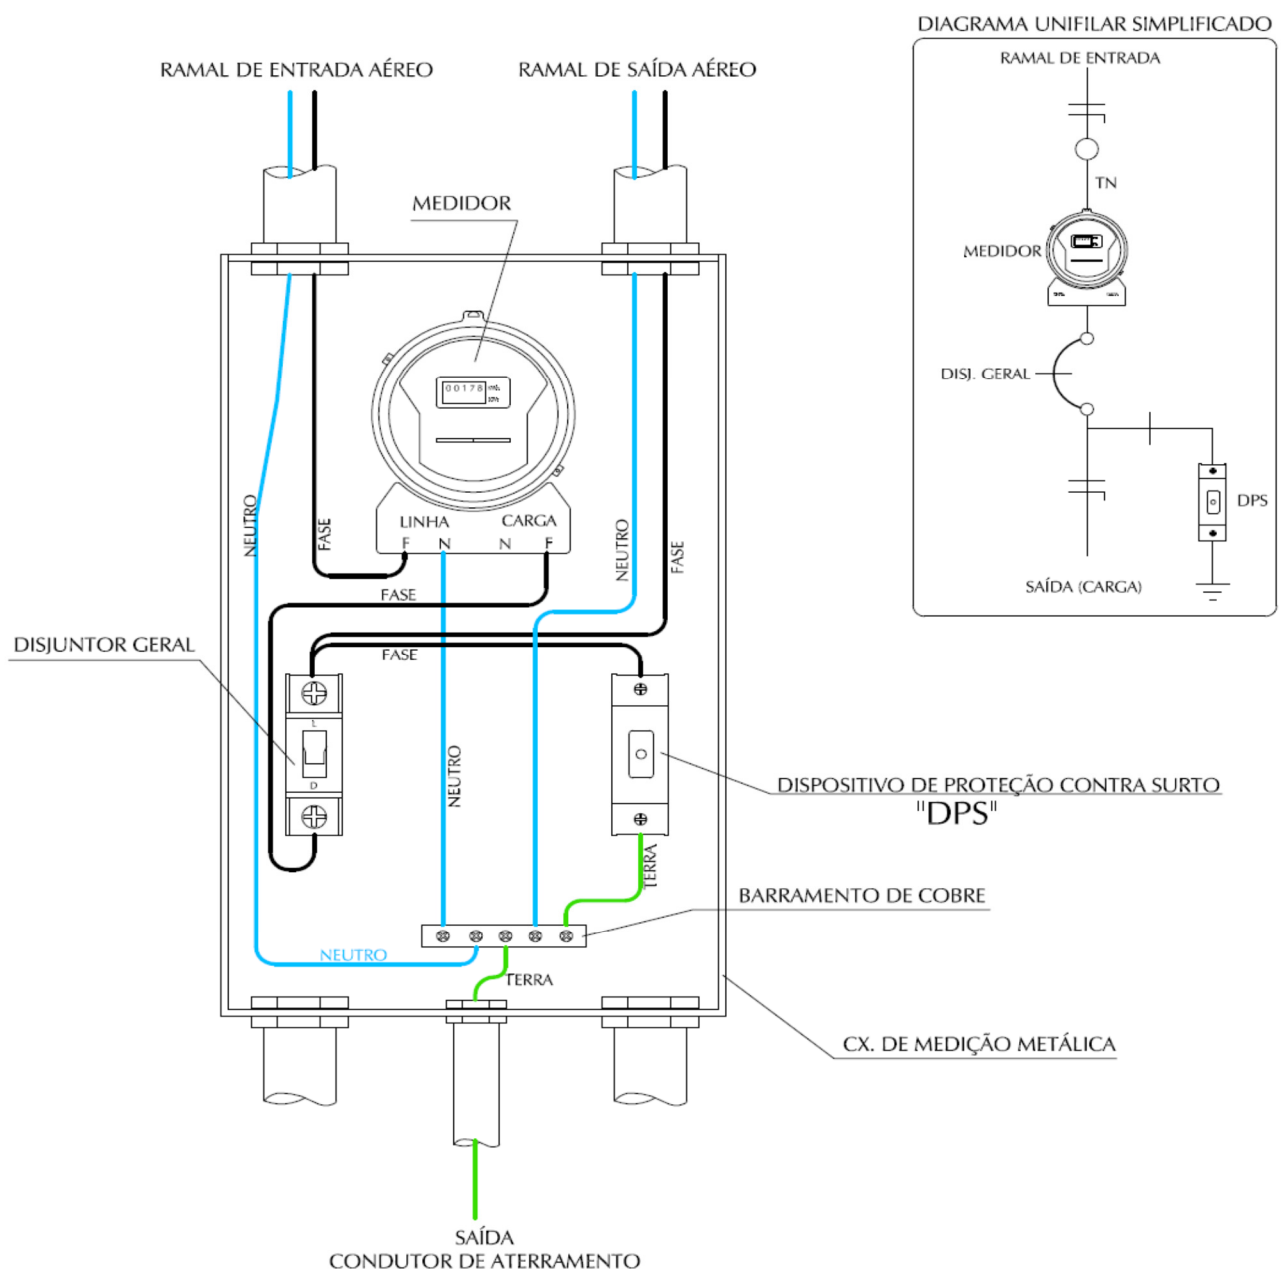 DIAGRAMA UNIFILAR SIMPLIFICADO
RAMAL DE ENTRADA AÉREO
RAMAL DE SAÍDA AÉREO
RAMAL DE ENTRADA
TN
MEDIDOR
MEDIDOR
DISJ. GERAL
DPS
SAÍDA (CARGA)
00178
LINHA
CARGA
F
N
N
F
NEUTRO
FASE
NEUTRO
FASE
FASE
FASE
DISJUNTOR GERAL
L
D
NEUTRO
DISPOSITIVO DE PROTEÇÃO CONTRA SURTO
"DPS"
TERRA
BARRAMENTO DE COBRE
NEUTRO
TERRA
CX. DE MEDIÇÃO METÁLICA
SAÍDA
CONDUTOR DE ATERRAMENTO